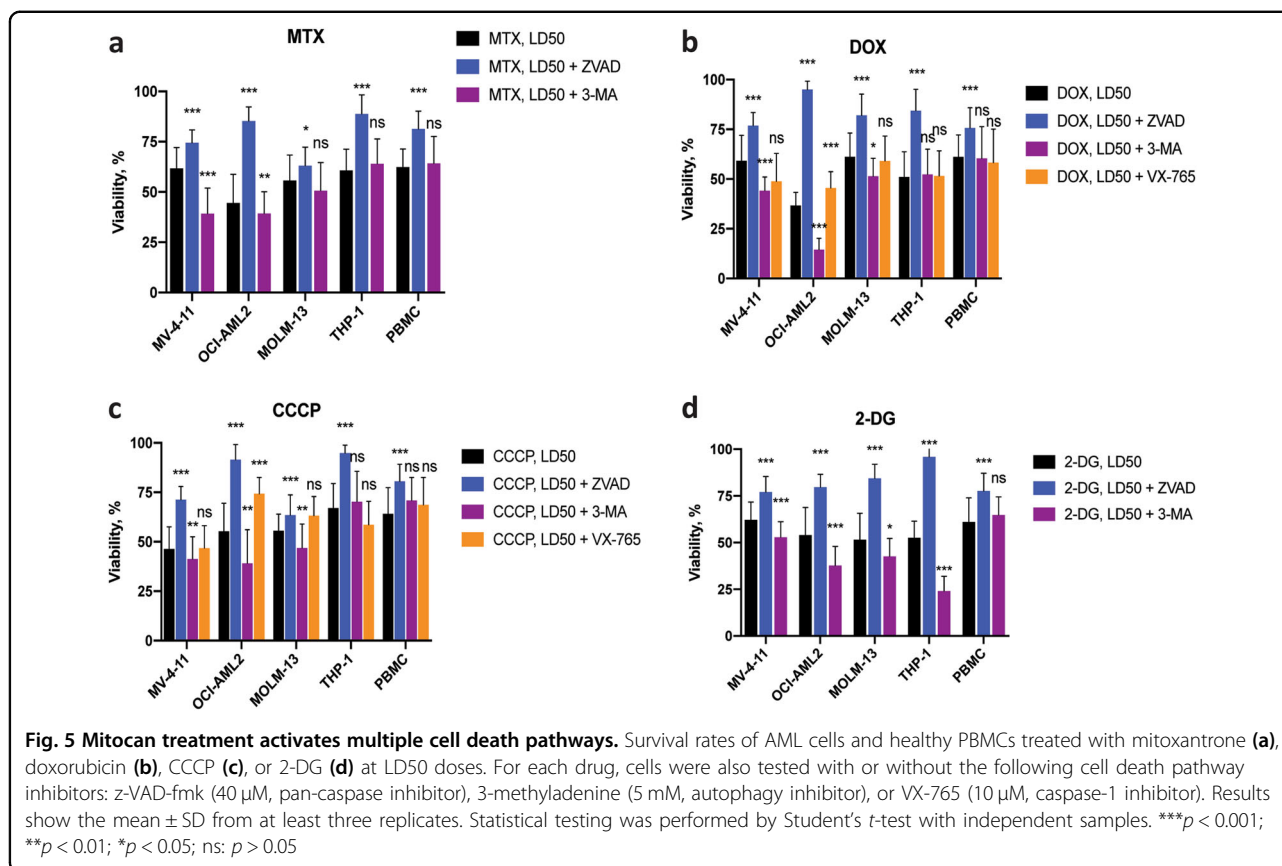 a
MTX
MTX, LD50
MTX, LD50 + ZVAD
MTX, LD50 + 3-MA
Viability, %
100
75
50
25
0
*** *** *** ** * ns *** ns *** ns
MV-4-11
OCI-AML2
MOLM-13
THP-1
PBMC
b
DOX
DOX, LD50
DOX, LD50 + ZVAD
DOX, LD50 + 3-MA
DOX, LD50 + VX-765
Viability, %
100
75
50
25
0
*** *** ns *** *** *** *** * ns *** ns ns *** ns ns
MV-4-11
OCI-AML2
MOLM-13
THP-1
PBMC
c
CCCP
CCCP, LD50
CCCP, LD50 + ZVAD
CCCP, LD50 + 3-MA
CCCP, LD50 + VX-765
Viability, %
100
75
50
25
0
*** ** ns *** ** *** *** ** ns *** ns ns *** ns ns
MV-4-11
OCI-AML2
MOLM-13
THP-1
PBMC
d
2-DG
2-DG, LD50
2-DG, LD50 + ZVAD
2-DG, LD50 + 3-MA
Viability, %
100
75
50
25
0
*** *** *** *** *** * *** *** *** ns
MV-4-11
OCI-AML2
MOLM-13
THP-1
PBMC
Fig. 5 Mitocan treatment activates multiple cell death pathways. Survival rates of AML cells and healthy PBMCs treated with mitoxantrone (a),
doxorubicin (b), CCCP (c), or 2-DG (d) at LD50 doses. For each drug, cells were also tested with or without the following cell death pathway
inhibitors: z-VAD-fmk (40 μM, pan-caspase inhibitor), 3-methyladenine (5 mM, autophagy inhibitor), or VX-765 (10 μM, caspase-1 inhibitor). Results
show the mean ± SD from at least three replicates. Statistical testing was performed by Student's t-test with independent samples. ***p < 0.001;
**p < 0.01; *p < 0.05; ns: p > 0.05